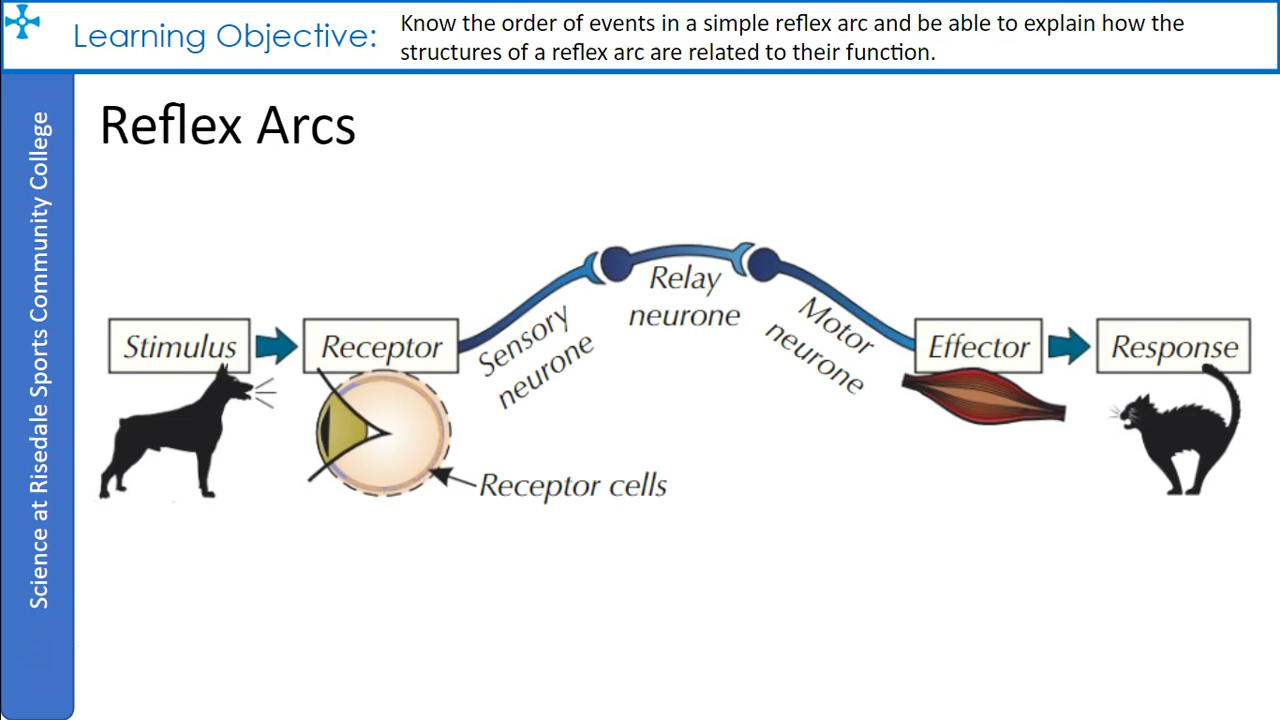 Learning Objective:
Know the order of events in a simple reflex arc and be able to explain how the
structures of a reflex arc are related to their function.
Science at Risedale Sports Community College
Reflex Arcs
Stimulus
Receptor
Sensory
neurone
Relay
neurone
Motor
neurone
Effector
Response
Receptor cells